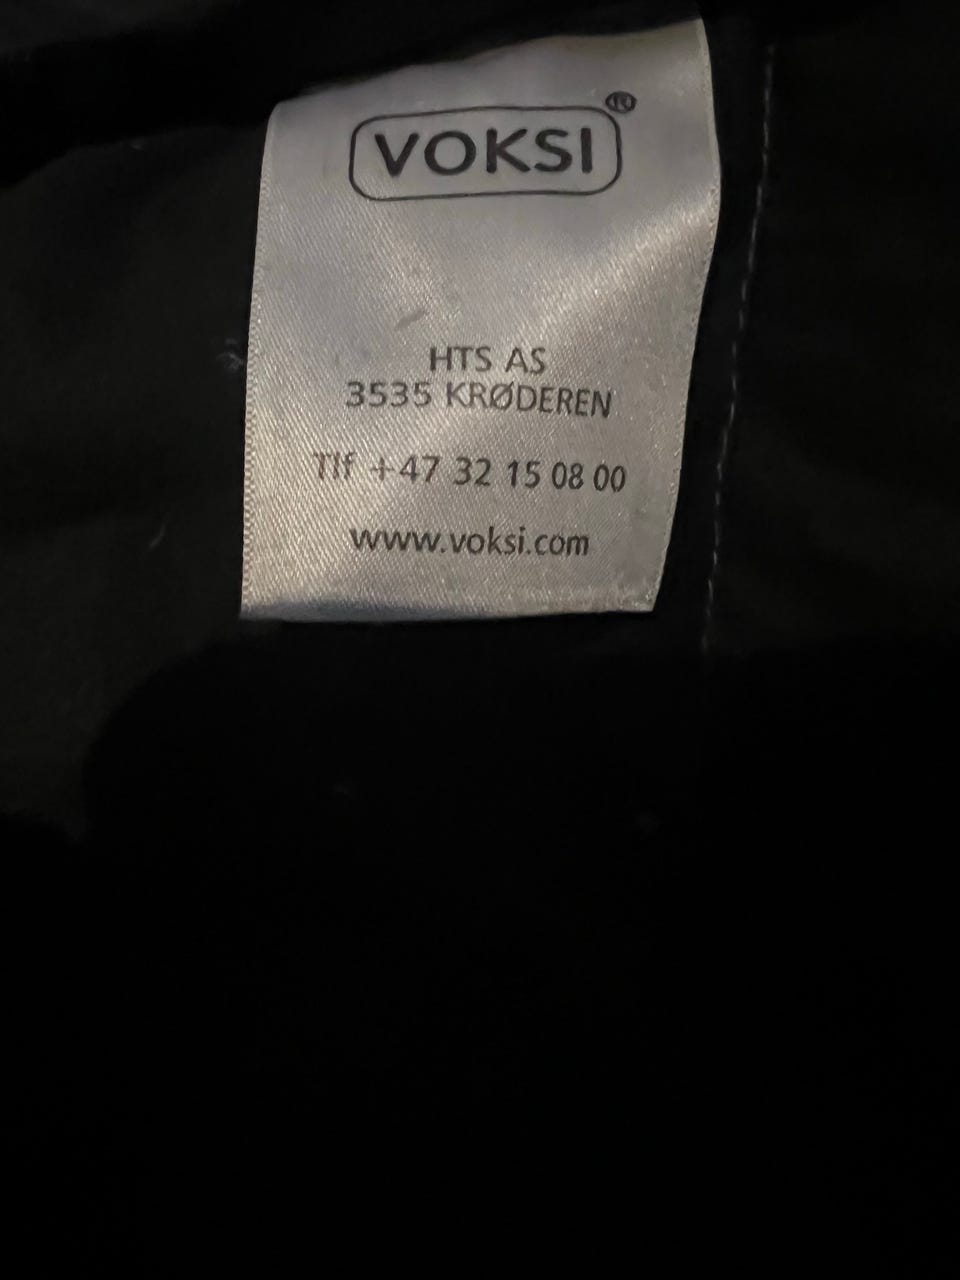 VOKSI®
HTS AS
3535 KRØDEREN
Tlf +47 32 15 08 00
www.voksi.com